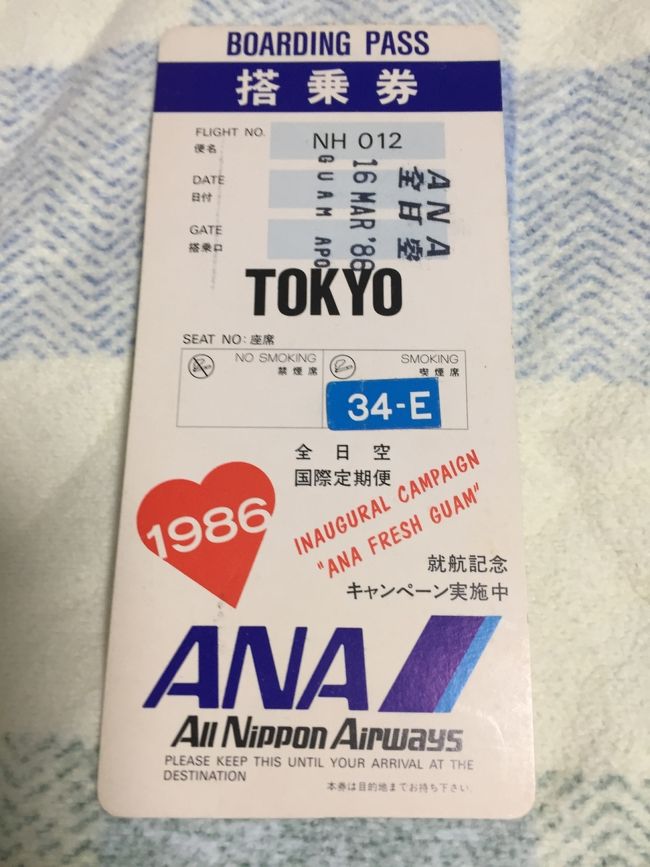 BOARDING PASS
搭乗券
FLIGHT NO.
便名
NH 012
DATE
日付
GATE
搭乗口
ANA
全日空
16 MAR '86
GUAM APO
TOKYO
SEAT NO:座席
NO SMOKING
禁煙席
SMOKING
喫煙席
34-E
全日空
国際定期便
1986
INAUGURAL CAMPAIGN
"ANA FRESH GUAM"
就航記念
キャンペーン実施中
ANA
All Nippon Airways
PLEASE KEEP THIS UNTIL YOUR ARRIVAL AT THE
DESTINATION
本券は目的地までお持ち下さい。